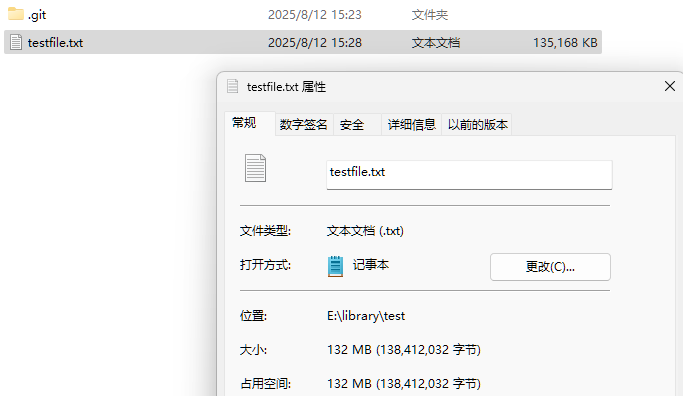 .git 2025/8/12 15:23 文件夹
testfile.txt 2025/8/12 15:28 文本文档 135,168 KB
testfile.txt 属性
常规 数字签名 安全 详细信息 以前的版本
testfile.txt
文件类型: 文本文档 (.txt)
打开方式: 记事本 更改(C)...
位置: E:\library\test
大小: 132 MB (138,412,032 字节)
占用空间: 132 MB (138,412,032 字节)